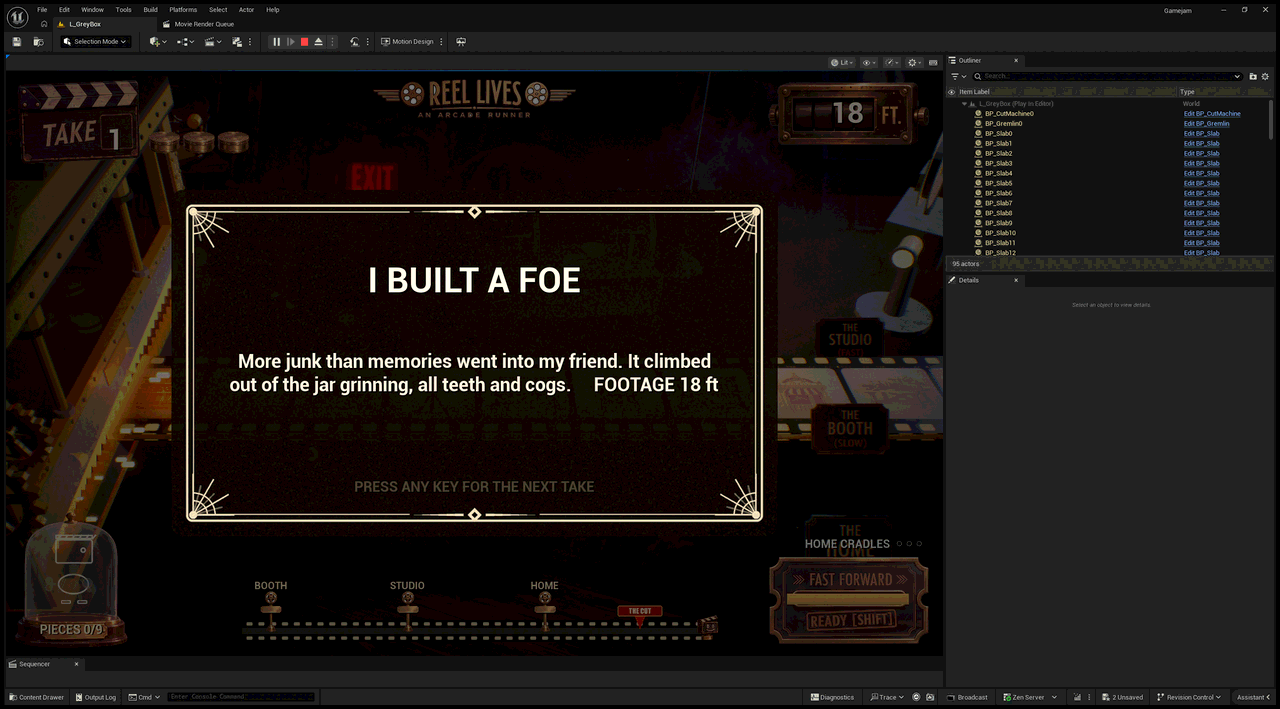 File Edit Window Tools Build Platforms Select Actor Help
Gamejam
L_GreyBox
Movie Render Queue
Selection Mode
Motion Design
Lit
TAKE 1
REEL LIVES
AN ARCADE RUNNER
18 FT.
EXIT
I BUILT A FOE
More junk than memories went into my friend. It climbed
out of the jar grinning, all teeth and cogs. FOOTAGE 18 ft
PRESS ANY KEY FOR THE NEXT TAKE
THE
STUDIO
THE
BOOTH
(SLOW)
THE
HOME
HOME CRADLES
FAST FORWARD
READY [SHIFT]
PIECES 0/9
BOOTH STUDIO HOME
THE CUT
Outliner
Search...
Item Label Type
L_GreyBox (Play In Editor) World
BP_CutMachine0 Edit BP_CutMachine
BP_Gremlin0 Edit BP_Gremlin
BP_Slab0 Edit BP_Slab
BP_Slab1 Edit BP_Slab
BP_Slab2 Edit BP_Slab
BP_Slab3 Edit BP_Slab
BP_Slab4 Edit BP_Slab
BP_Slab5 Edit BP_Slab
BP_Slab6 Edit BP_Slab
BP_Slab7 Edit BP_Slab
BP_Slab8 Edit BP_Slab
BP_Slab9 Edit BP_Slab
BP_Slab10 Edit BP_Slab
BP_Slab11 Edit BP_Slab
BP_Slab12 Edit BP_Slab
95 actors
Details
Select an object to view details.
Sequencer
Content Drawer Output Log Cmd Enter Console Command Diagnostics Trace Broadcast Zen Server 2 Unsaved Revision Control Assistant